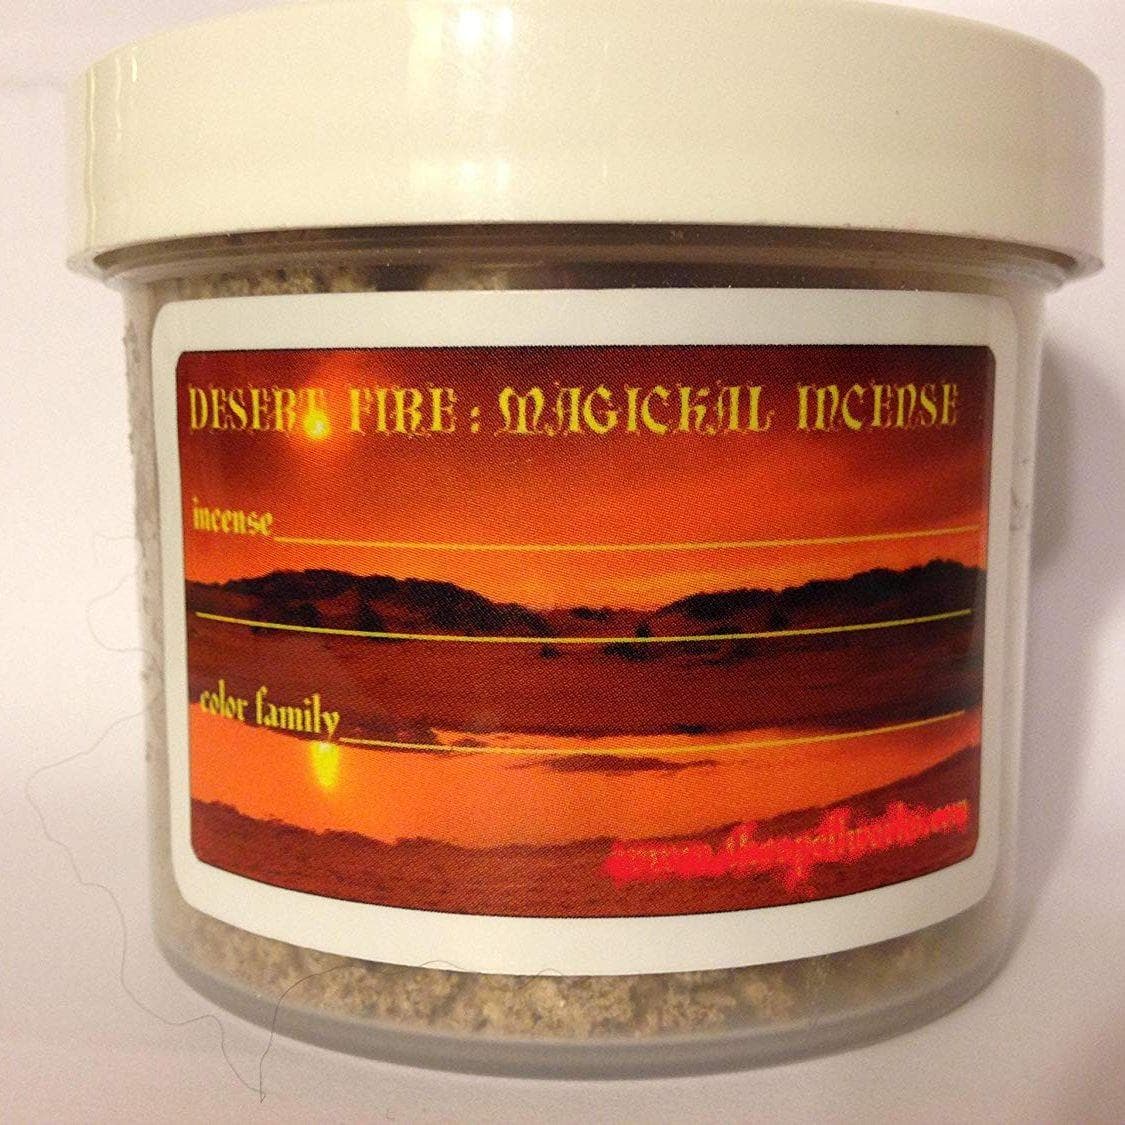 DESERT FIRE: MAGICKAL INCENSE
incense
color family